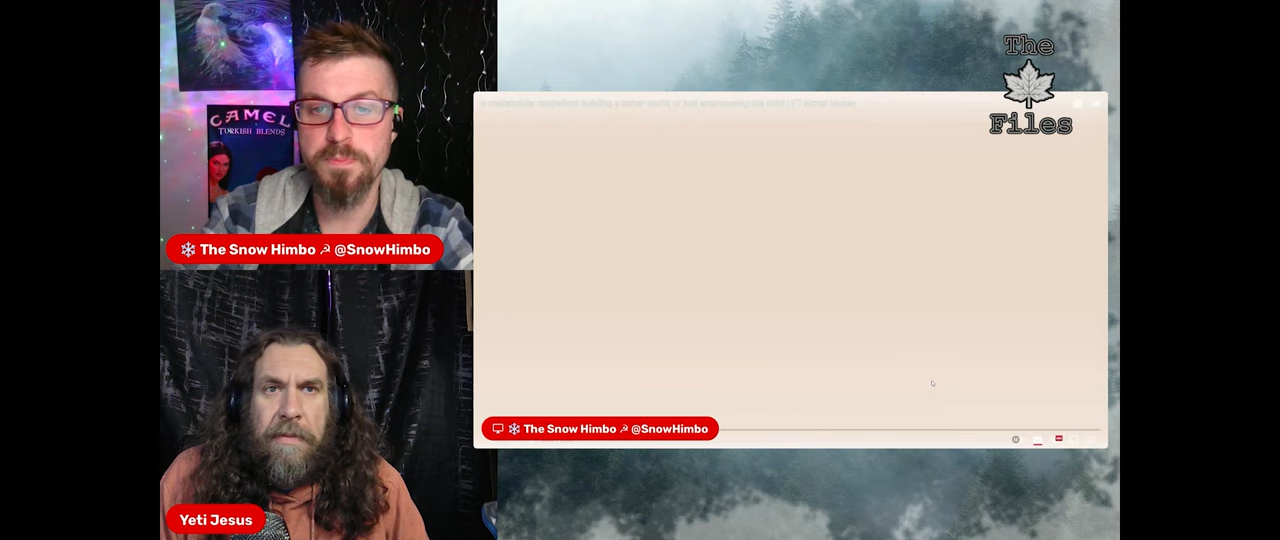 CAMEL
TURKISH BLENDS
❄️ The Snow Himbo ☭ @SnowHimbo
Yeti Jesus
The
Files
❄️ The Snow Himbo ☭ @SnowHimbo